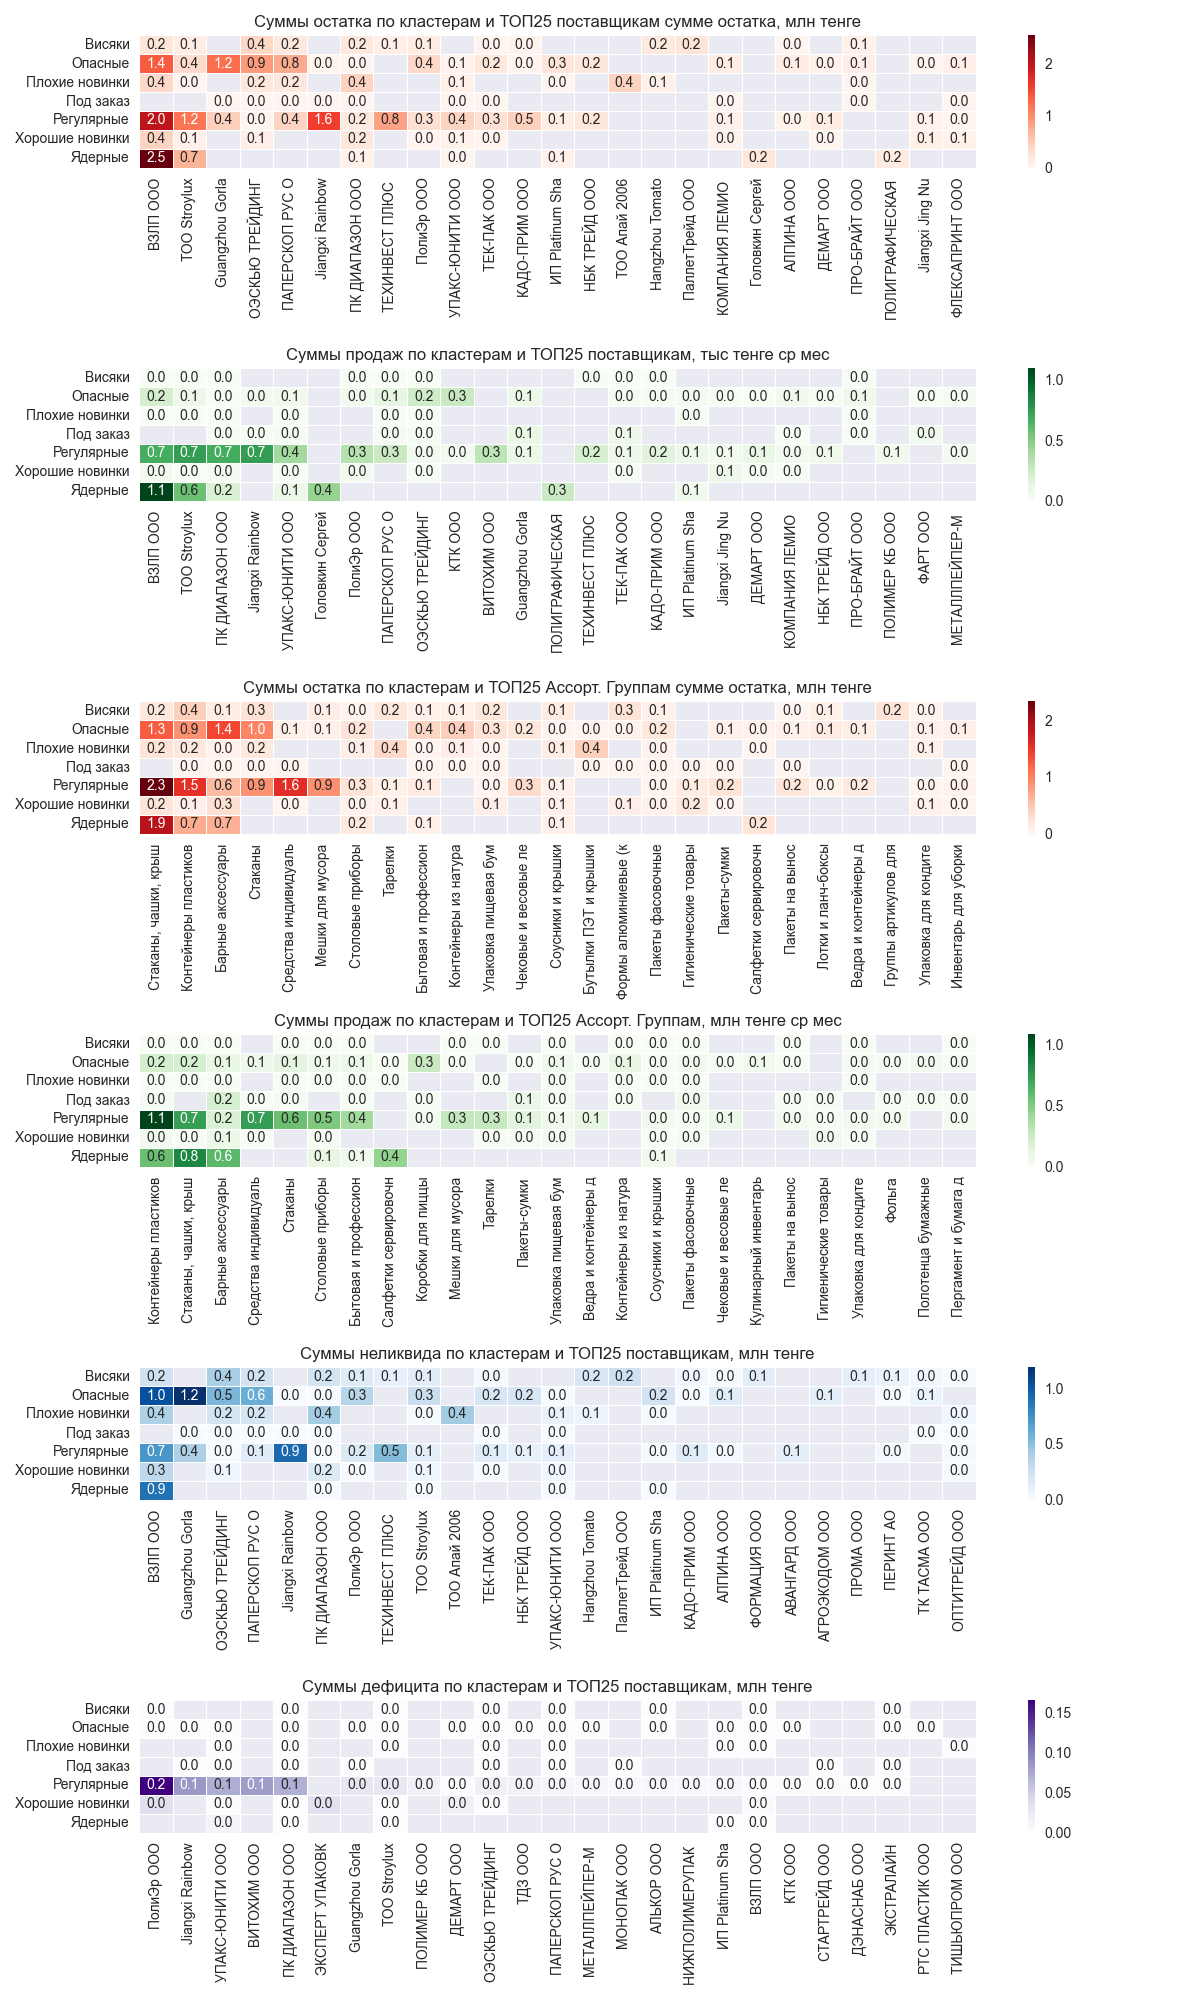 Суммы остатка по кластерам и ТОП25 поставщикам сумме остатка, млн тенге
Висяки 0.2 0.1 0.4 0.2 0.2 0.1 0.1 0.0 0.0 0.2 0.2 0.0 0.1
Опасные 1.4 0.4 1.2 0.9 0.8 0.0 0.0 0.4 0.1 0.2 0.0 0.3 0.2 0.1 0.1 0.0 0.1 0.0 0.1
Плохие новинки 0.4 0.0 0.2 0.2 0.4 0.1 0.0 0.4 0.1
Под заказ 0.0 0.0 0.0 0.0 0.0 0.0 0.0 0.0 0.0 0.0
Регулярные 2.0 1.2 0.4 0.0 0.4 1.6 0.2 0.8 0.3 0.4 0.3 0.5 0.1 0.2 0.1 0.0 0.1 0.1 0.0
Хорошие новинки 0.4 0.1 0.1 0.2 0.0 0.1 0.0 0.0 0.0 0.1 0.1
Ядерные 2.5 0.7 0.1 0.0 0.1 0.2 0.2
2
1
0
ВЗЛП ООО
ТОО Stroylux
Guangzhou Gorla
ОЭСКЬЮ ТРЕЙДИНГ
ПАПЕРСКОП РУС О
Jiangxi Rainbow
ПК ДИАПАЗОН ООО
ТЕХИНВЕСТ ПЛЮС
ПолиЭр ООО
УПАКС-ЮНИТИ ООО
ТЕК-ПАК ООО
КАДО-ПРИМ ООО
ИП Platinum Sha
НБК ТРЕЙД ООО
ТОО Апай 2006
Hangzhou Tomato
ПаллетТрейд ООО
КОМПАНИЯ ЛЕМИО
Головкин Сергей
АЛПИНА ООО
ДЕМАРТ ООО
ПРО-БРАЙТ ООО
ПОЛИГРАФИЧЕСКАЯ
Jiangxi Jing Nu
ФЛЕКСАПРИНТ ООО
Суммы продаж по кластерам и ТОП25 поставщикам, тыс тенге ср мес
Висяки 0.0 0.0 0.0 0.0 0.0 0.0 0.0 0.0 0.0 0.0
Опасные 0.2 0.1 0.0 0.0 0.1 0.0 0.1 0.2 0.3 0.1 0.0 0.0 0.0 0.0 0.0 0.1 0.0 0.1 0.0 0.0
Плохие новинки 0.0 0.0 0.0 0.0 0.0 0.0 0.0 0.0
Под заказ 0.0 0.0 0.0 0.0 0.0 0.1 0.1 0.0 0.0 0.0
Регулярные 0.7 0.7 0.7 0.7 0.4 0.3 0.3 0.0 0.0 0.3 0.1 0.2 0.1 0.2 0.1 0.1 0.1 0.0 0.1 0.1 0.0
Хорошие новинки 0.0 0.0 0.0 0.0 0.0 0.0 0.0 0.1 0.0 0.0
Ядерные 1.1 0.6 0.2 0.1 0.4 0.3 0.1
1.0
0.5
0.0
ВЗЛП ООО
ТОО Stroylux
ПК ДИАПАЗОН ООО
Jiangxi Rainbow
УПАКС-ЮНИТИ ООО
Головкин Сергей
ПолиЭр ООО
ПАПЕРСКОП РУС О
ОЭСКЬЮ ТРЕЙДИНГ
КТК ООО
ВИТОХИМ ООО
Guangzhou Gorla
ПОЛИГРАФИЧЕСКАЯ
ТЕХИНВЕСТ ПЛЮС
ТЕК-ПАК ООО
КАДО-ПРИМ ООО
ИП Platinum Sha
Jiangxi Jing Nu
ДЕМАРТ ООО
КОМПАНИЯ ЛЕМИО
НБК ТРЕЙД ООО
ПРО-БРАЙТ ООО
ПОЛИМЕР КБ ООО
ФАРТ ООО
МЕТАЛЛПЕЙПЕР-М
Суммы остатка по кластерам и ТОП25 Ассорт. Группам сумме остатка, млн тенге
Висяки 0.2 0.4 0.1 0.3 0.1 0.0 0.2 0.1 0.1 0.2 0.1 0.3 0.1 0.0 0.1 0.2 0.0
Опасные 1.3 0.9 1.4 1.0 0.1 0.1 0.2 0.4 0.4 0.3 0.2 0.0 0.0 0.0 0.2 0.1 0.0 0.1 0.1 0.1 0.1 0.1
Плохие новинки 0.2 0.2 0.0 0.2 0.1 0.4 0.0 0.1 0.0 0.1 0.4 0.0 0.0 0.1
Под заказ 0.0 0.0 0.0 0.0 0.0 0.0 0.0 0.0 0.0 0.0 0.0 0.0 0.0 0.0
Регулярные 2.3 1.5 0.6 0.9 1.6 0.9 0.3 0.1 0.1 0.0 0.3 0.1 0.0 0.1 0.2 0.2 0.0 0.2 0.0 0.0
Хорошие новинки 0.2 0.1 0.3 0.0 0.0 0.1 0.1 0.1 0.1 0.0 0.2 0.0 0.1 0.0
Ядерные 1.9 0.7 0.7 0.2 0.1 0.1 0.2
2
1
0
Стаканы, чашки, крыш
Контейнеры пластиков
Барные аксессуары
Стаканы
Средства индивидуаль
Мешки для мусора
Столовые приборы
Тарелки
Бытовая и профессион
Контейнеры из натура
Упаковка пищевая бум
Чековые и весовые ле
Соусники и крышки
Бутылки ПЭТ и крышки
Формы алюминиевые (к
Пакеты фасовочные
Гигиенические товары
Пакеты-сумки
Салфетки сервировочн
Пакеты на вынос
Лотки и ланч-боксы
Ведра и контейнеры д
Группы артикулов для
Упаковка для кондите
Инвентарь для уборки
Суммы продаж по кластерам и ТОП25 Ассорт. Группам, млн тенге ср мес
Висяки 0.0 0.0 0.0 0.0 0.0 0.0 0.0 0.0 0.0 0.0 0.0 0.0 0.0 0.0 0.0
Опасные 0.2 0.2 0.1 0.1 0.1 0.1 0.1 0.0 0.3 0.0 0.0 0.1 0.0 0.1 0.0 0.0 0.0 0.1 0.0 0.0 0.0 0.0 0.0
Плохие новинки 0.0 0.0 0.0 0.0 0.0 0.0 0.0 0.0 0.0 0.0 0.0 0.0 0.0
Под заказ 0.0 0.2 0.0 0.0 0.0 0.1 0.0 0.0 0.0 0.0 0.0 0.0 0.0 0.0
Регулярные 1.1 0.7 0.2 0.7 0.6 0.5 0.4 0.0 0.3 0.3 0.1 0.1 0.1 0.0 0.0 0.1 0.0 0.0 0.0 0.0 0.0
Хорошие новинки 0.0 0.0 0.1 0.0 0.0 0.0 0.0 0.0 0.0 0.0 0.0 0.0
Ядерные 0.6 0.8 0.6 0.1 0.1 0.4 0.1
1.0
0.5
0.0
Контейнеры пластиков
Стаканы, чашки, крыш
Барные аксессуары
Средства индивидуаль
Стаканы
Столовые приборы
Бытовая и профессион
Салфетки сервировочн
Коробки для пиццы
Мешки для мусора
Тарелки
Пакеты-сумки
Упаковка пищевая бум
Ведра и контейнеры д
Контейнеры из натура
Соусники и крышки
Пакеты фасовочные
Чековые и весовые ле
Кулинарный инвентарь
Пакеты на вынос
Гигиенические товары
Упаковка для кондите
Фольга
Полотенца бумажные
Пергамент и бумага д
Суммы неликвида по кластерам и ТОП25 поставщикам, млн тенге
Висяки 0.2 0.4 0.2 0.2 0.1 0.1 0.1 0.0 0.2 0.2 0.0 0.0 0.1 0.1 0.1 0.0 0.0
Опасные 1.0 1.2 0.5 0.6 0.0 0.0 0.3 0.3 0.2 0.2 0.0 0.2 0.0 0.1 0.1 0.0 0.1
Плохие новинки 0.4 0.2 0.2 0.4 0.0 0.4 0.1 0.1 0.0 0.0
Под заказ 0.0 0.0 0.0 0.0 0.0 0.0 0.0 0.0 0.0
Регулярные 0.7 0.4 0.0 0.1 0.9 0.0 0.2 0.5 0.1 0.1 0.1 0.1 0.0 0.1 0.0 0.1 0.0 0.0
Хорошие новинки 0.3 0.1 0.2 0.0 0.1 0.0 0.0 0.0
Ядерные 0.9 0.0 0.0 0.0 0.0
1.0
0.5
0.0
ВЗЛП ООО
Guangzhou Gorla
ОЭСКЬЮ ТРЕЙДИНГ
ПАПЕРСКОП РУС О
Jiangxi Rainbow
ПК ДИАПАЗОН ООО
ПолиЭр ООО
ТЕХИНВЕСТ ПЛЮС
ТОО Stroylux
ТОО Апай 2006
ТЕК-ПАК ООО
НБК ТРЕЙД ООО
УПАКС-ЮНИТИ ООО
Hangzhou Tomato
ПаллетТрейд ООО
ИП Platinum Sha
КАДО-ПРИМ ООО
АЛПИНА ООО
ФОРМАЦИЯ ООО
АВАНГАРД ООО
АГРОЭКОДОМ ООО
ПРОМА ООО
ПЕРИНТ АО
ТК ТАСМА ООО
ОПТИТРЕЙД ООО
Суммы дефицита по кластерам и ТОП25 поставщикам, млн тенге
Висяки 0.0 0.0 0.0 0.0 0.0 0.0 0.0 0.0
Опасные 0.0 0.0 0.0 0.0 0.0 0.0 0.0 0.0 0.0 0.0 0.0 0.0 0.0 0.0 0.0 0.0 0.0
Плохие новинки 0.0 0.0 0.0 0.0 0.0 0.0 0.0
Под заказ 0.0 0.0 0.0 0.0 0.0 0.0 0.0 0.0 0.0
Регулярные 0.2 0.1 0.1 0.1 0.1 0.0 0.0 0.0 0.0 0.0 0.0 0.0 0.0 0.0 0.0 0.0 0.0 0.0 0.0 0.0 0.0 0.0
Хорошие новинки 0.0 0.0 0.0 0.0 0.0 0.0 0.0 0.0
Ядерные 0.0 0.0 0.0 0.0 0.0
0.15
0.10
0.05
0.00
ПолиЭр ООО
Jiangxi Rainbow
УПАКС-ЮНИТИ ООО
ВИТОХИМ ООО
ПК ДИАПАЗОН ООО
ЭКСПЕРТ УПАКОВК
Guangzhou Gorla
ТОО Stroylux
ПОЛИМЕР КБ ООО
ДЕМАРТ ООО
ОЭСКЬЮ ТРЕЙДИНГ
ТДЗ ООО
ПАПЕРСКОП РУС О
МЕТАЛЛПЕЙПЕР-М
МОНОПАК ООО
АЛЬКОР ООО
НИЖПОЛИМЕРУПАК
ИП Platinum Sha
ВЗЛП ООО
КТК ООО
СТАРТРЕЙД ООО
ДЭНАСНАБ ООО
ЭКСТРАЛАЙН
РТС ПЛАСТИК ООО
ТИШЬЮПРОМ ООО